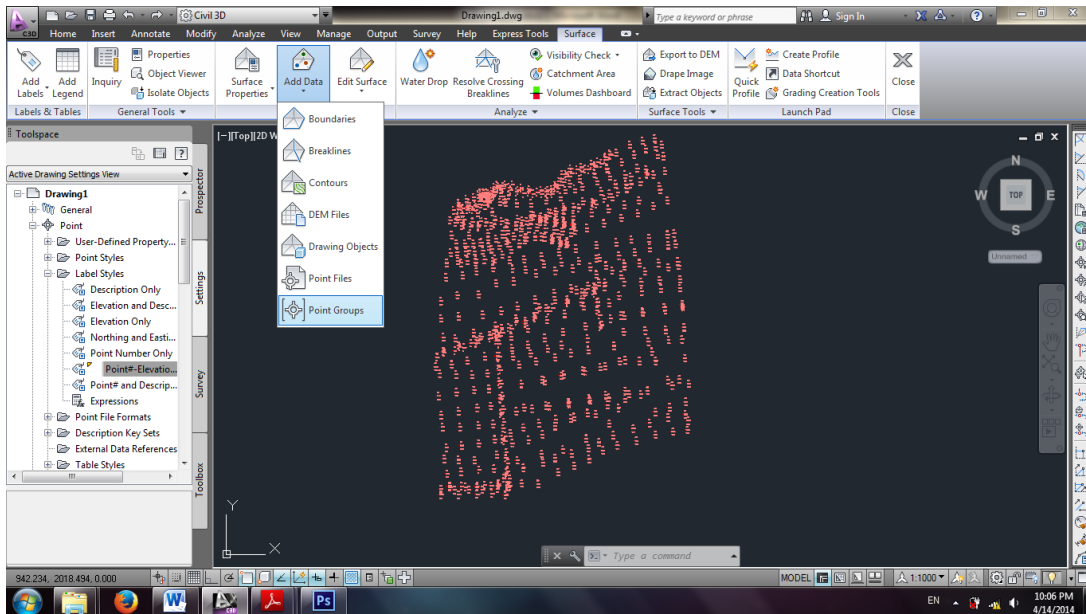 Civil 3D
Drawing1.dwg
Type a keyword or phrase
Sign In
C3D
Home Insert Annotate Modify Analyze View Manage Output Survey Help Express Tools Surface
Add Labels
Add Legend
Inquiry
Properties
Object Viewer
Isolate Objects
Surface Properties
Add Data
Edit Surface
Water Drop
Resolve Crossing Breaklines
Visibility Check
Catchment Area
Volumes Dashboard
Export to DEM
Drape Image
Extract Objects
Quick Profile
Create Profile
Data Shortcut
Grading Creation Tools
Close
Labels & Tables
General Tools
Analyze
Surface Tools
Launch Pad
Close
Boundaries
Breaklines
Contours
DEM Files
Drawing Objects
Point Files
Point Groups
Toolspace
Active Drawing Settings View
Drawing1
General
Point
User-Defined Property...
Point Styles
Label Styles
Description Only
Elevation and Desc...
Elevation Only
Northing and Easti...
Point Number Only
Point#-Elevatio...
Point# and Descrip...
Expressions
Point File Formats
Description Key Sets
External Data References
Table Styles
Prospector
Settings
Survey
Toolbox
[-][Top][2D W
N
W
TOP
E
S
Unnamed
Y
X
Type a command
942.234, 2018.494, 0.000
MODEL
1:1000
W
C3D
Ps
EN
10:06 PM
4/14/2014